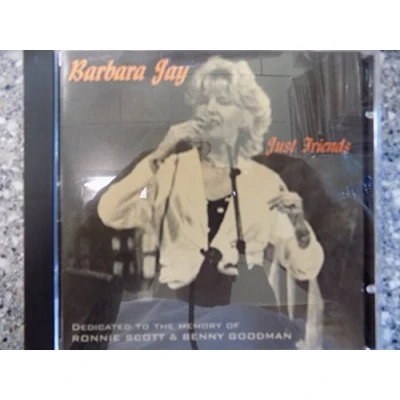 Barbara Jay
Just Friends
DEDICATED TO THE MEMORY OF
RONNIE SCOTT & BENNY GOODMAN